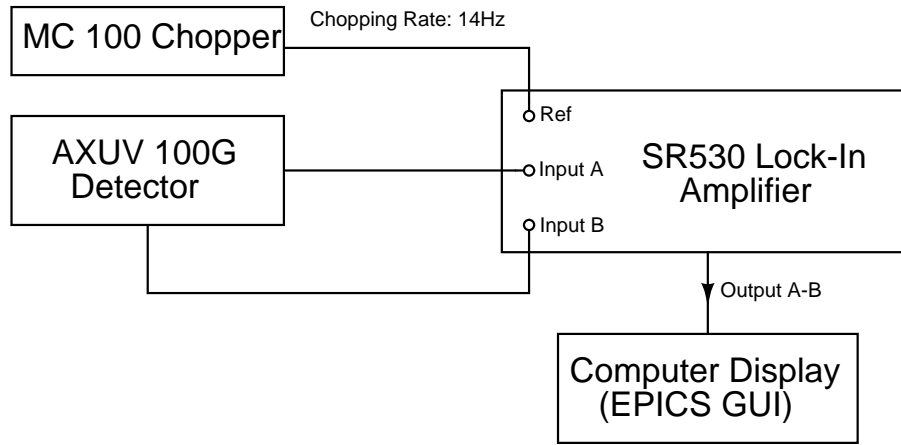 MC 100 Chopper
Chopping Rate: 14Hz
AXUV 100G
Detector
Ref
Input A
Input B
SR530 Lock-In
Amplifier
Output A-B
Computer Display
(EPICS GUI)